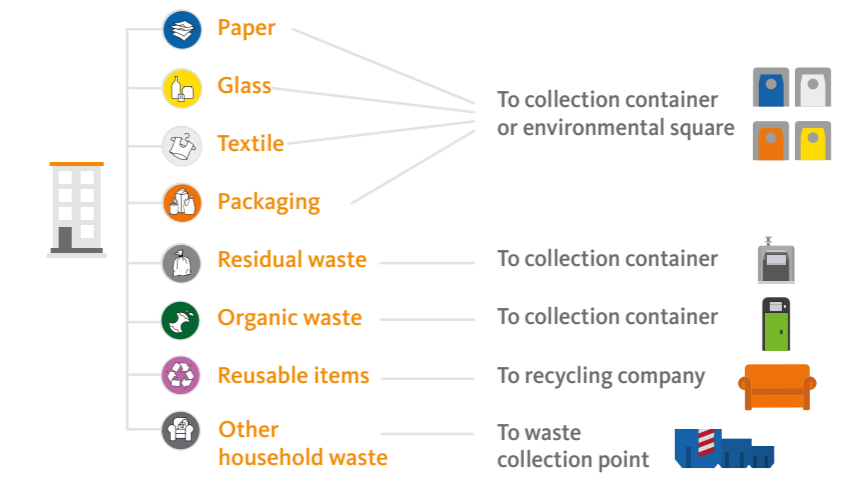 Paper
Glass
Textile
Packaging
To collection container
or environmental square
Residual waste
To collection container
Organic waste
To collection container
Reusable items
To recycling company
Other
household waste
To waste
collection point